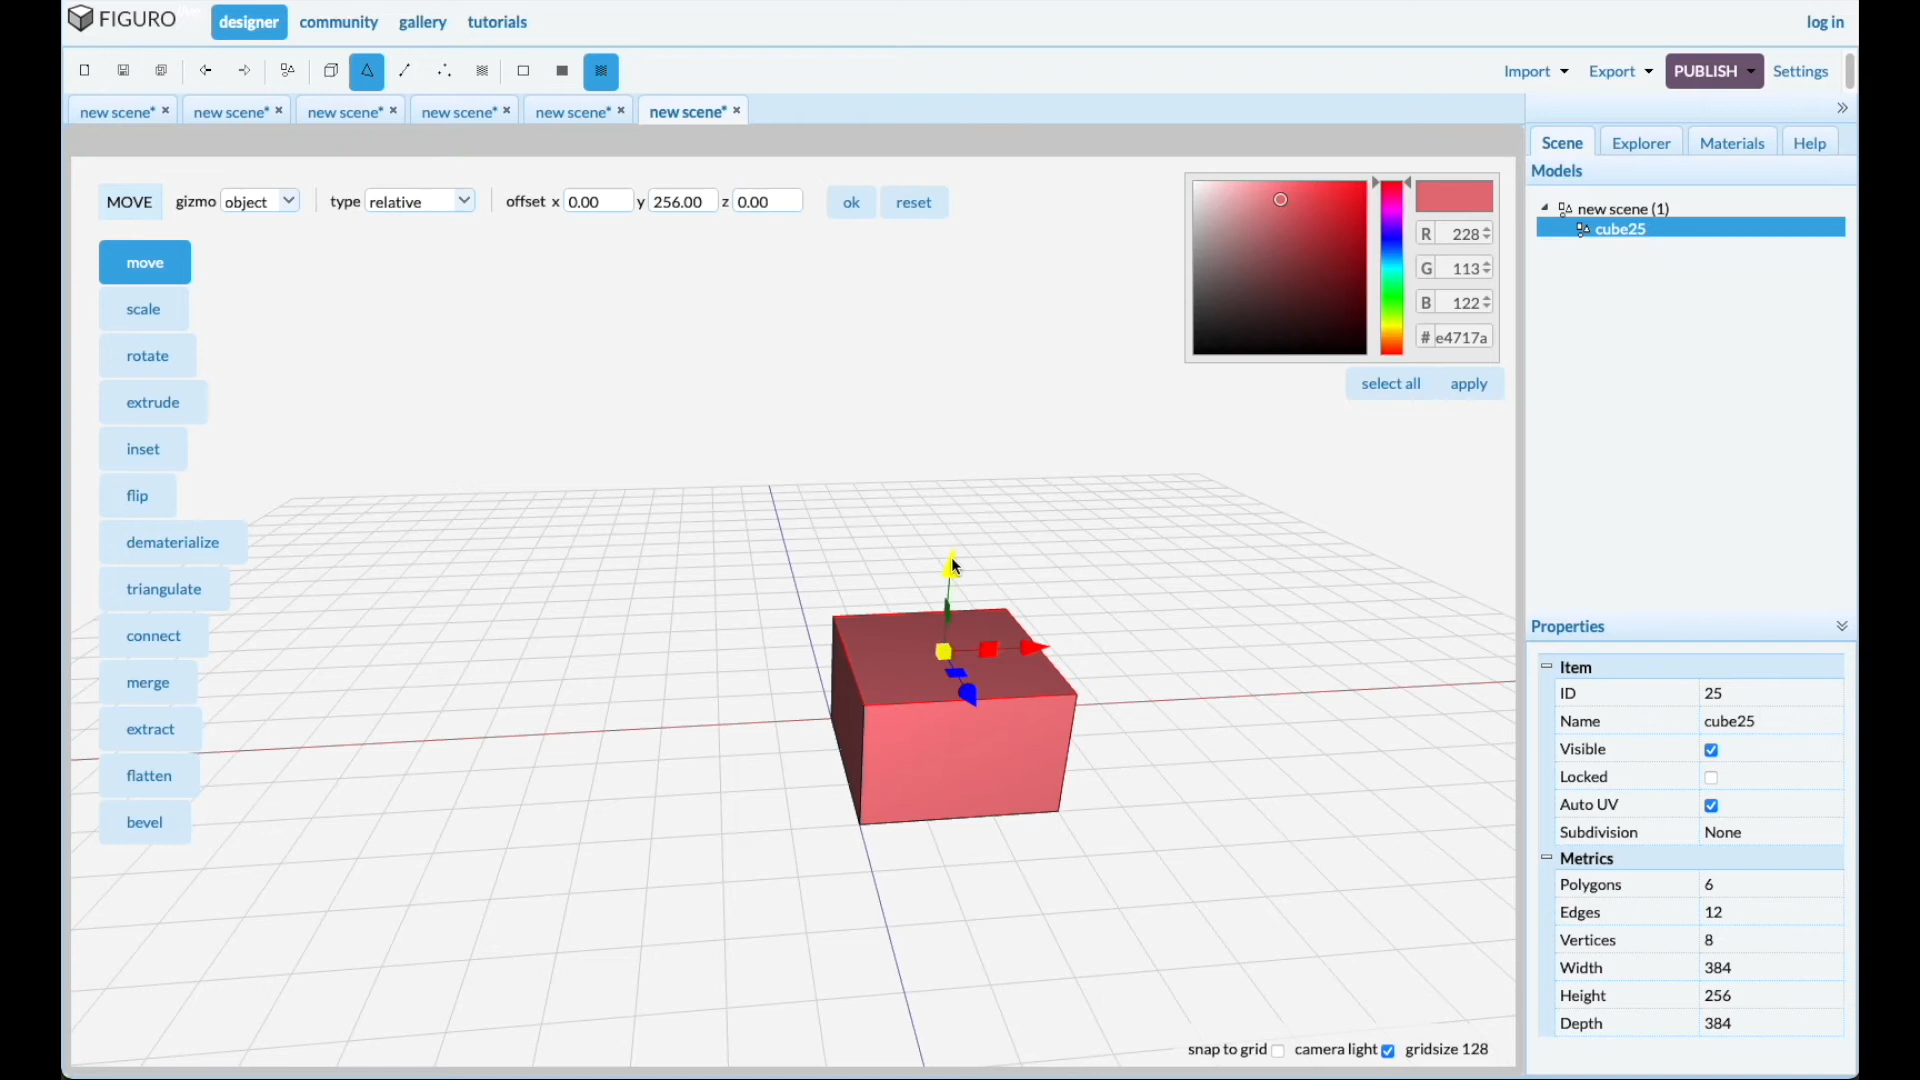 FIGURO designer community gallery tutorials log in
Import Export PUBLISH Settings
new scene* × new scene* × new scene* × new scene* × new scene* × new scene* ×
Scene Explorer Materials Help
Models
new scene (1)
cube25
MOVE gizmo object type relative offset x 0.00 y 256.00 z 0.00 ok reset
move
scale
rotate
extrude
inset
flip
dematerialize
triangulate
connect
merge
extract
flatten
bevel
R 228
G 113
B 122
# e4717a
select all apply
Properties
Item
ID 25
Name cube25
Visible
Locked
Auto UV
Subdivision None
Metrics
Polygons 6
Edges 12
Vertices 8
Width 384
Height 256
Depth 384
snap to grid camera light gridsize 128